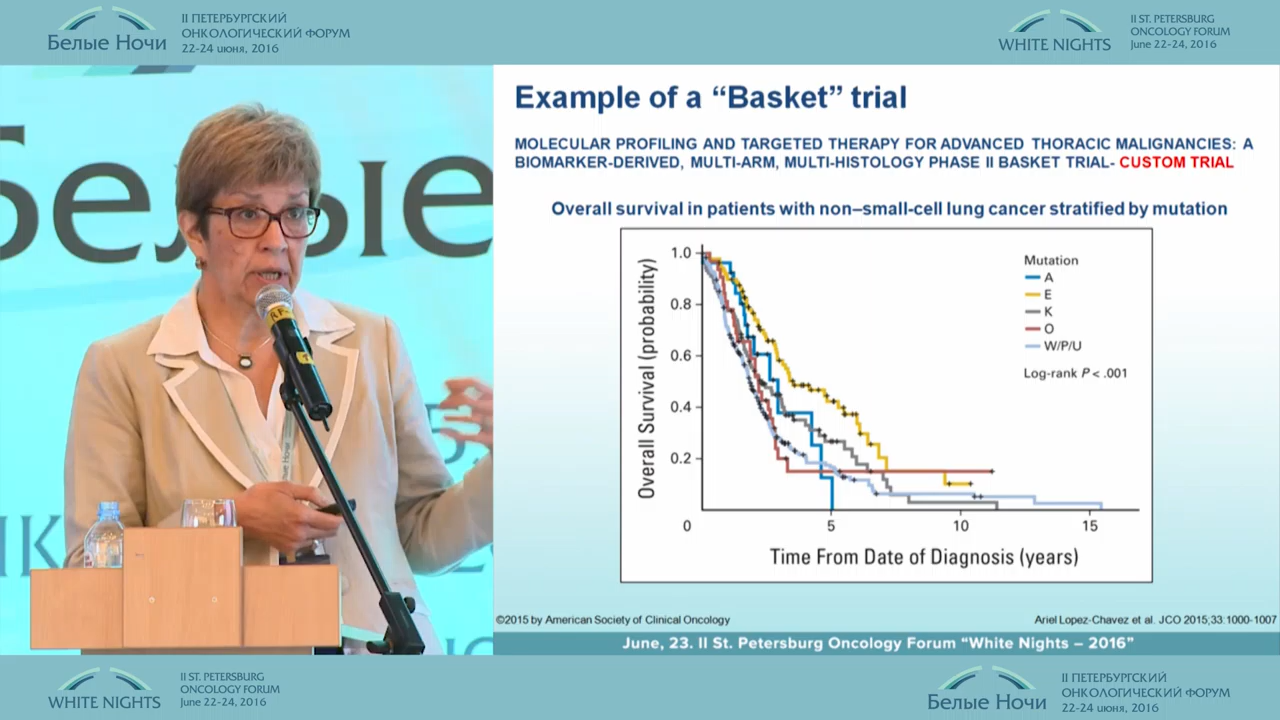 Белые Ночи
II ПЕТЕРБУРГСКИЙ
ОНКОЛОГИЧЕСКИЙ ФОРУМ
22-24 июня, 2016
WHITE NIGHTS
II ST. PETERSBURG
ONCOLOGY FORUM
June 22-24, 2016
Белые
Example of a “Basket” trial
MOLECULAR PROFILING AND TARGETED THERAPY FOR ADVANCED THORACIC MALIGNANCIES: A
BIOMARKER-DERIVED, MULTI-ARM, MULTI-HISTOLOGY PHASE II BASKET TRIAL- CUSTOM TRIAL
Overall survival in patients with non–small-cell lung cancer stratified by mutation
Overall Survival (probability)
1.0
0.8
0.6
0.4
0.2
0
5
10
15
Time From Date of Diagnosis (years)
Mutation
A
E
K
O
W/P/U
Log-rank P < .001
©2015 by American Society of Clinical Oncology
Ariel Lopez-Chavez et al. JCO 2015;33:1000-1007
June, 23. II St. Petersburg Oncology Forum “White Nights – 2016”
WHITE NIGHTS
II ST. PETERSBURG
ONCOLOGY FORUM
June 22-24, 2016
Белые Ночи
II ПЕТЕРБУРГСКИЙ
ОНКОЛОГИЧЕСКИЙ ФОРУМ
22-24 июня, 2016